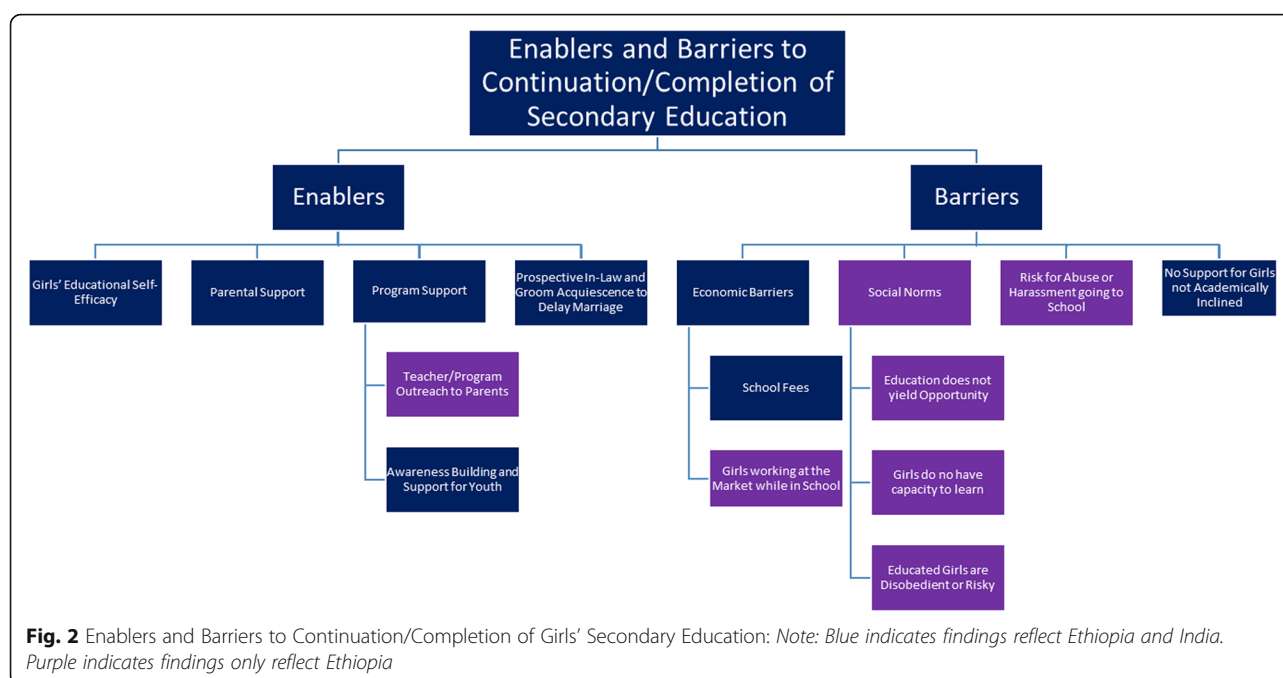 Enablers and Barriers to
Continuation/Completion of
Secondary Education
Enablers
Barriers
Girls' Educational Self-
Efficacy
Parental Support
Program Support
Prospective In-Law and
Groom Acquiescence to
Delay Marriage
Economic Barriers
Social Norms
Risk for Abuse or
Harassment going to
School
No Support for Girls
not Academically
Inclined
Teacher/Program
Outreach to Parents
Awareness Building and
Support for Youth
School Fees
Girls working at the
Market while in School
Education does not
yield Opportunity
Girls do no have
capacity to learn
Educated Girls are
Disobedient or Risky
Fig. 2 Enablers and Barriers to Continuation/Completion of Girls' Secondary Education: Note: Blue indicates findings reflect Ethiopia and India.
Purple indicates findings only reflect Ethiopia